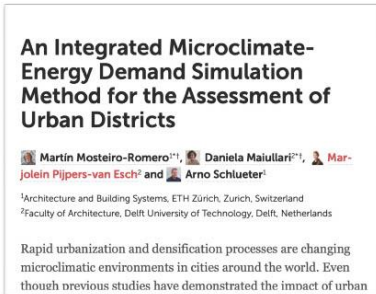 An Integrated Microclimate-
Energy Demand Simulation
Method for the Assessment of
Urban Districts
Martín Mosteiro-Romero¹*†, Daniela Maiullari²*†, Mar-
jolein Pijpers-van Esch² and Arno Schlueter¹
¹Architecture and Building Systems, ETH Zürich, Zurich, Switzerland
²Faculty of Architecture, Delft University of Technology, Delft, Netherlands
Rapid urbanization and densification processes are changing
microclimatic environments in cities around the world. Even
though previous studies have demonstrated the impact of urban